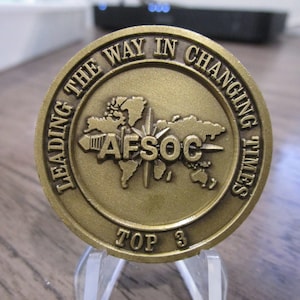 LEADING THE WAY IN CHANGING TIMES
AFSOC
TOP 3